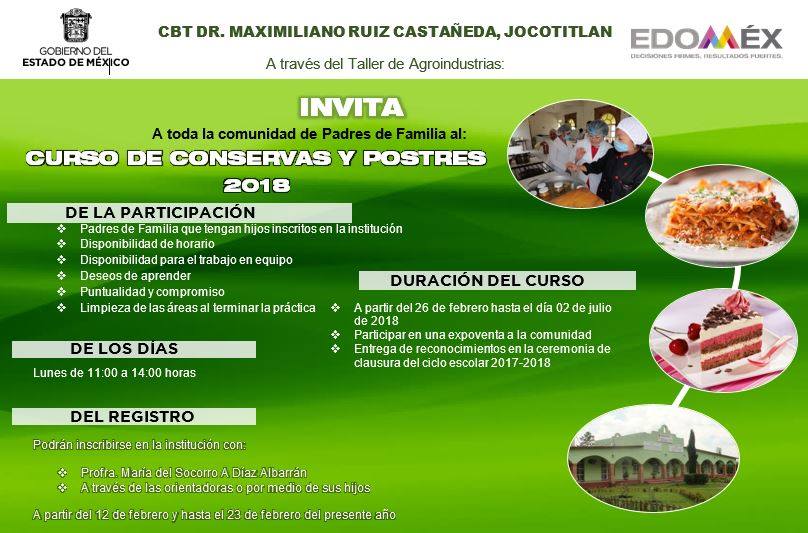 GOBIERNO DEL
ESTADO DE MÉXICO
CBT DR. MAXIMILIANO RUIZ CASTAÑEDA, JOCOTITLAN
A través del Taller de Agroindustrias:
EDOMÉX
DECISIONES FIRMES, RESULTADOS FUERTES.
INVITA
A toda la comunidad de Padres de Familia al:
CURSO DE CONSERVAS Y POSTRES
2018
DE LA PARTICIPACIÓN
❖ Padres de Familia que tengan hijos inscritos en la institución
❖ Disponibilidad de horario
❖ Disponibilidad para el trabajo en equipo
❖ Deseos de aprender
❖ Puntualidad y compromiso
❖ Limpieza de las áreas al terminar la práctica
DURACIÓN DEL CURSO
❖ A partir del 26 de febrero hasta el día 02 de julio
de 2018
❖ Participar en una expoventa a la comunidad
❖ Entrega de reconocimientos en la ceremonia de
clausura del ciclo escolar 2017-2018
DE LOS DÍAS
Lunes de 11:00 a 14:00 horas
DEL REGISTRO
Podrán inscribirse en la institución con:
❖ Profra. María del Socorro A Díaz Albarrán
❖ A través de las orientadoras o por medio de sus hijos
A partir del 12 de febrero y hasta el 23 de febrero del presente año